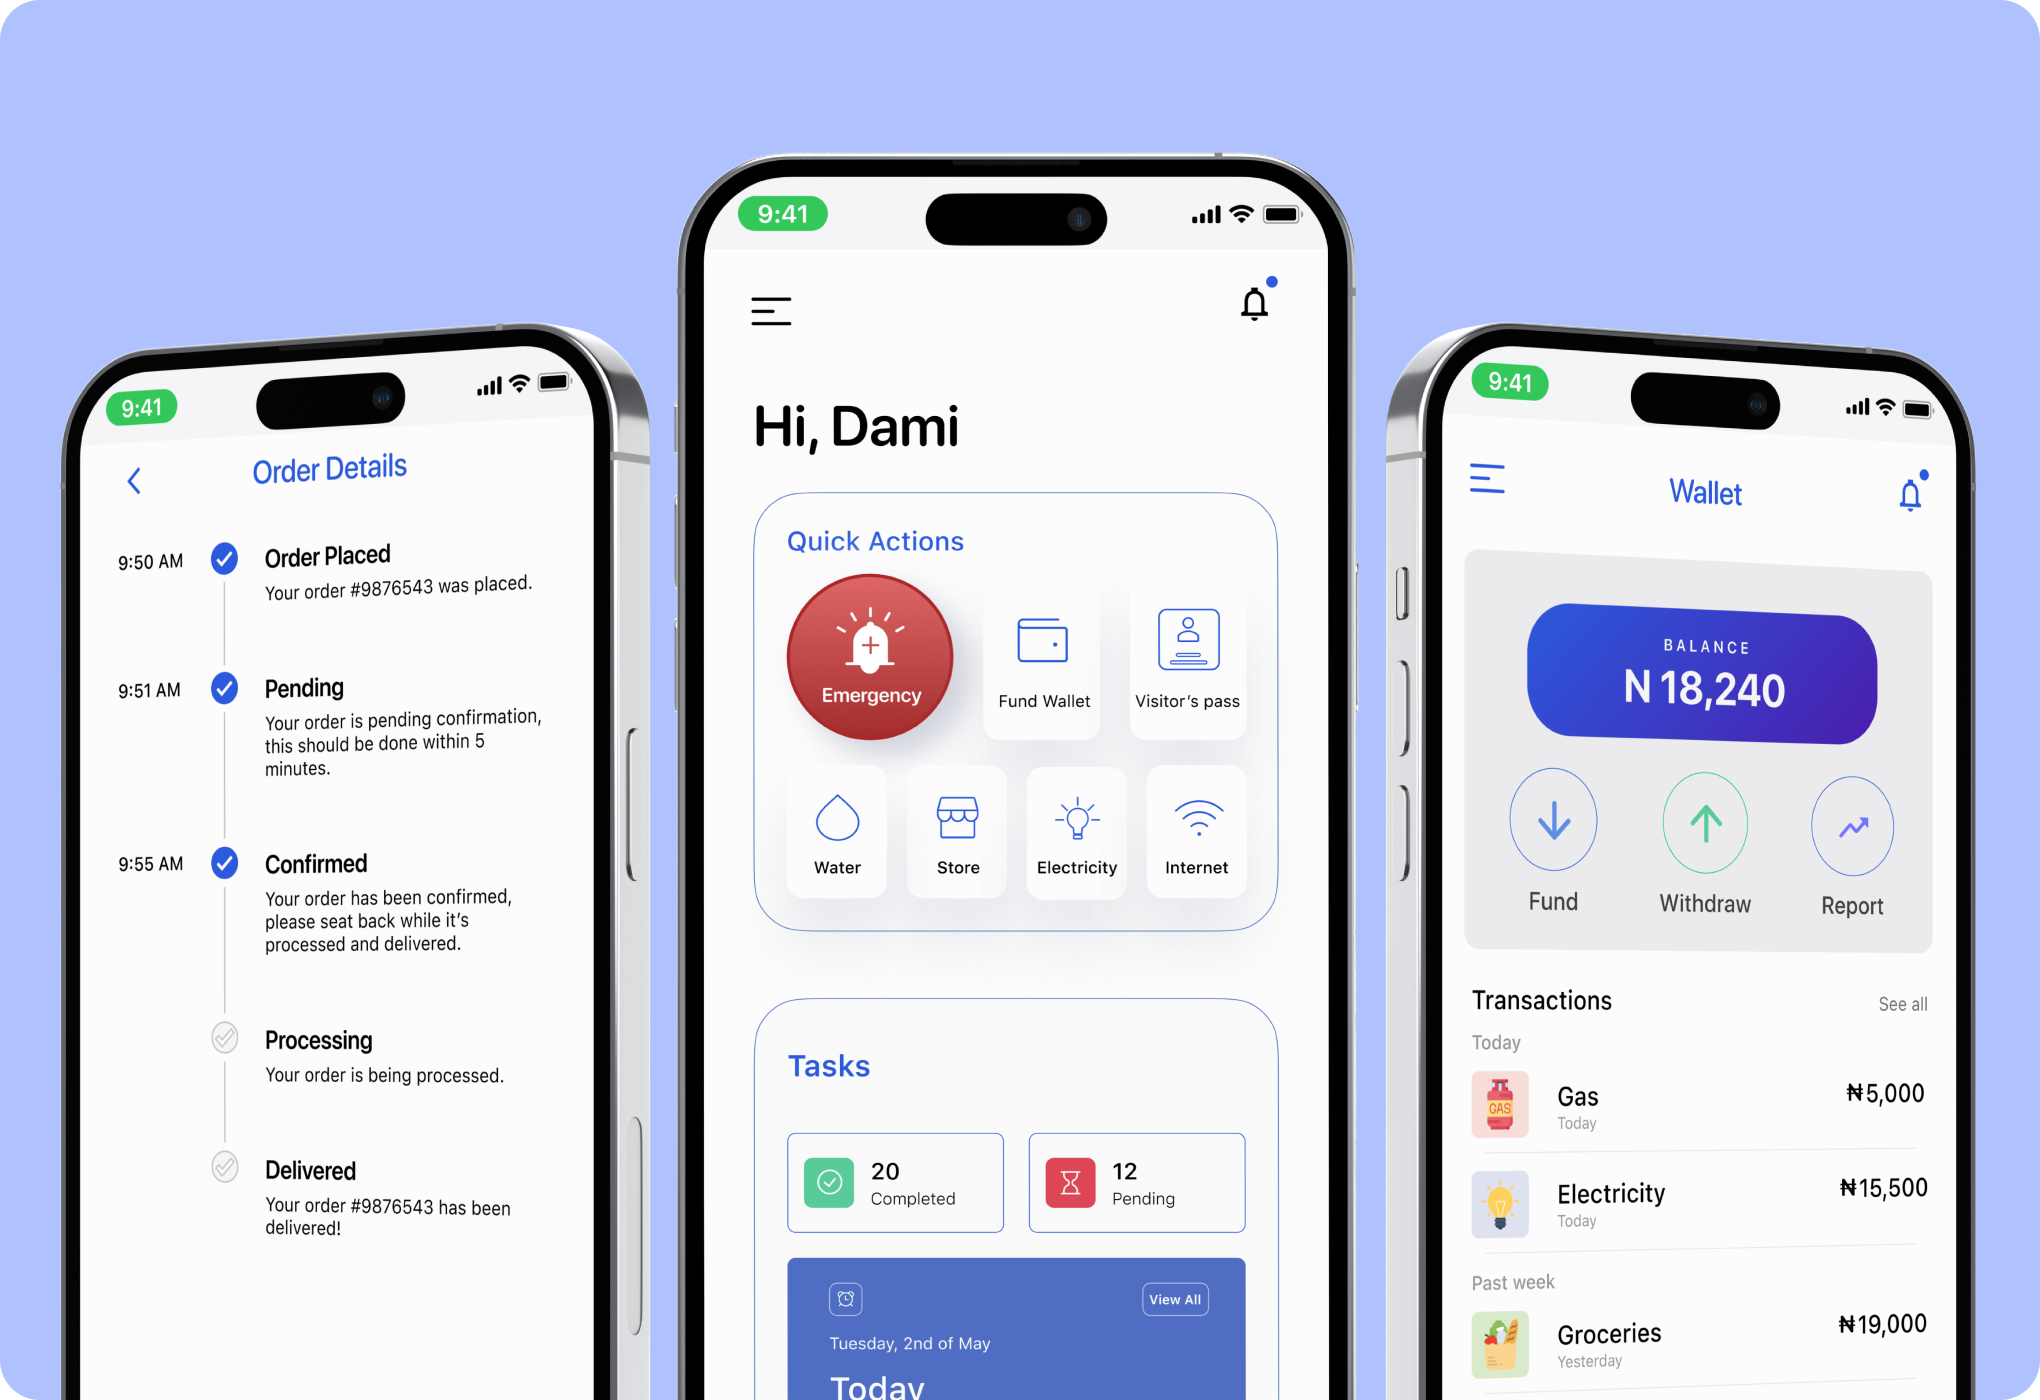 9:41
Order Details
9:50 AM
Order Placed
Your order #9876543 was placed.
9:51 AM
Pending
Your order is pending confirmation,
this should be done within 5
minutes.
9:55 AM
Confirmed
Your order has been confirmed,
please seat back while it's
processed and delivered.
Processing
Your order is being processed.
Delivered
Your order #9876543 has been
delivered!
9:41
Hi, Dami
Quick Actions
Emergency
Fund Wallet
Visitor's pass
Water
Store
Electricity
Internet
Tasks
20
Completed
12
Pending
View All
Tuesday, 2nd of May
Today
9:41
Wallet
BALANCE
N 18,240
Fund
Withdraw
Report
Transactions
See all
Today
GAS
Gas
₦5,000
Today
Electricity
₦15,500
Today
Past week
Groceries
₦19,000
Yesterday